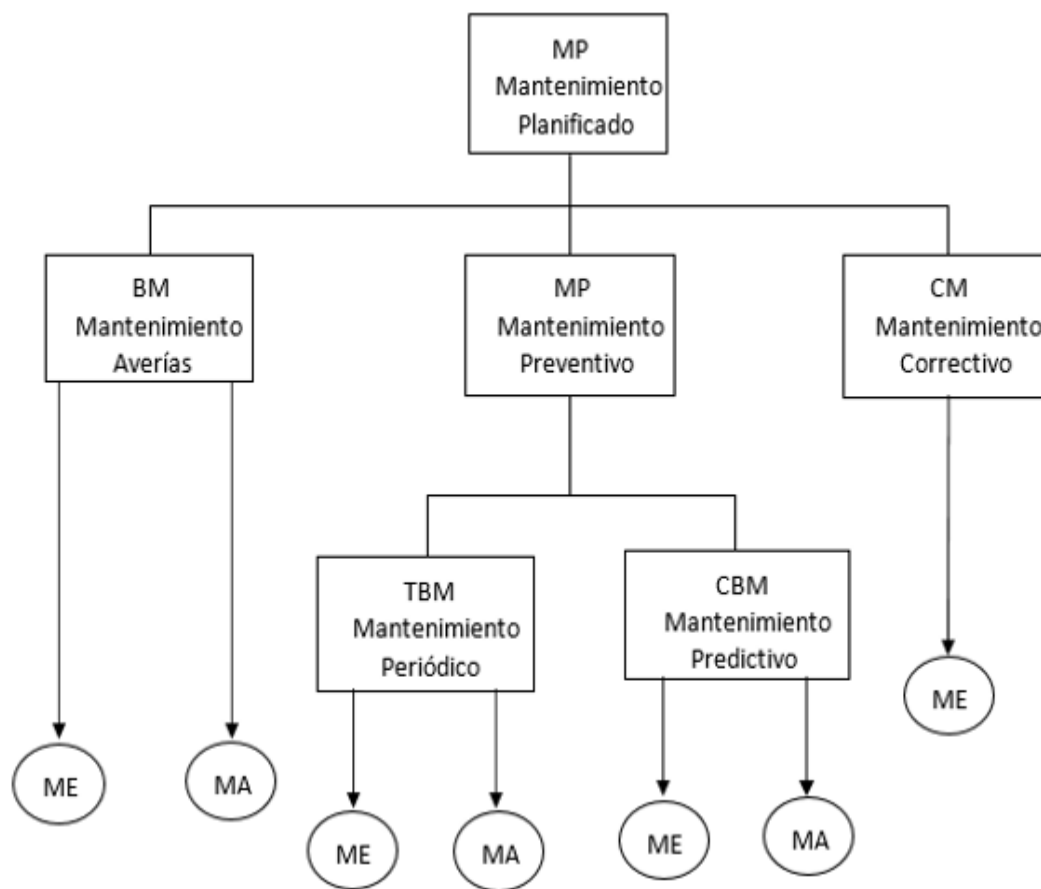 MP
Mantenimiento
Planificado
BM
Mantenimiento
Averías
MP
Mantenimiento
Preventivo
CM
Mantenimiento
Correctivo
TBM
Mantenimiento
Periódico
CBM
Mantenimiento
Predictivo
ME
MA
ME
MA
ME
MA
ME